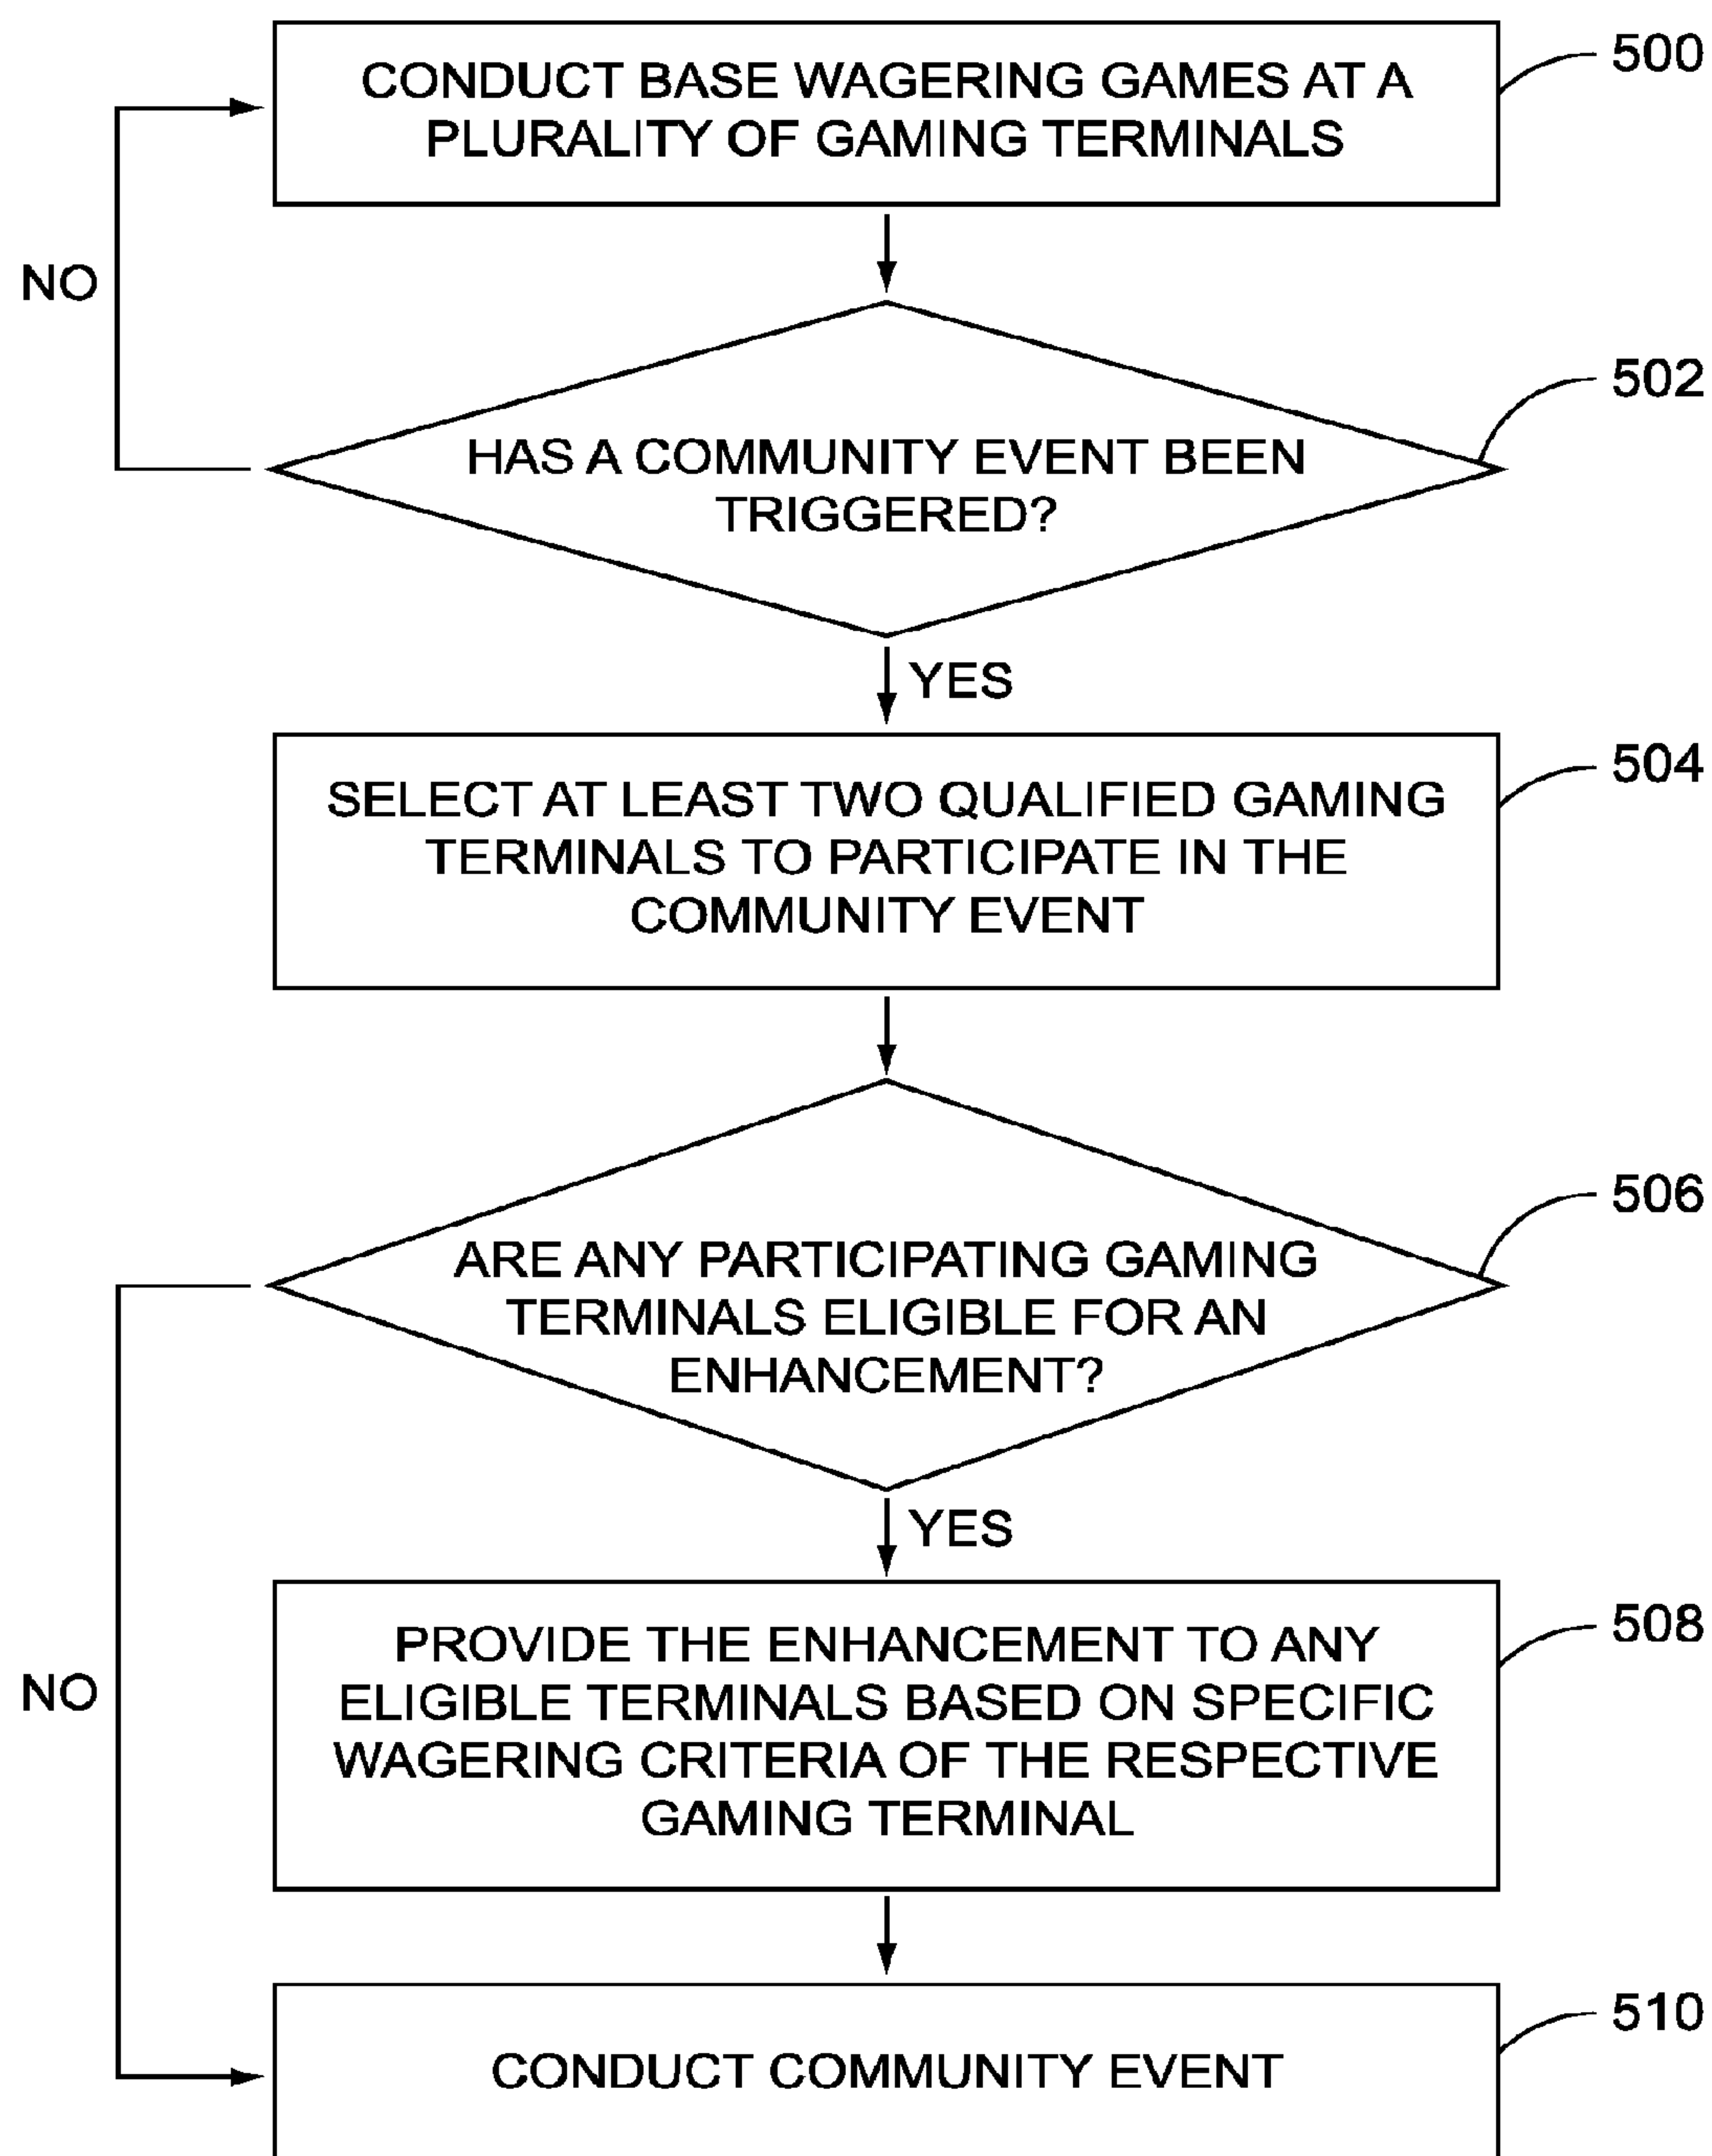 CONDUCT BASE WAGERING GAMES AT A
PLURALITY OF GAMING TERMINALS
500
NO
HAS A COMMUNITY EVENT BEEN
TRIGGERED?
502
YES
SELECT AT LEAST TWO QUALIFIED GAMING
TERMINALS TO PARTICIPATE IN THE
COMMUNITY EVENT
504
ARE ANY PARTICIPATING GAMING
TERMINALS ELIGIBLE FOR AN
ENHANCEMENT?
506
YES
NO
PROVIDE THE ENHANCEMENT TO ANY
ELIGIBLE TERMINALS BASED ON SPECIFIC
WAGERING CRITERIA OF THE RESPECTIVE
GAMING TERMINAL
508
CONDUCT COMMUNITY EVENT
510